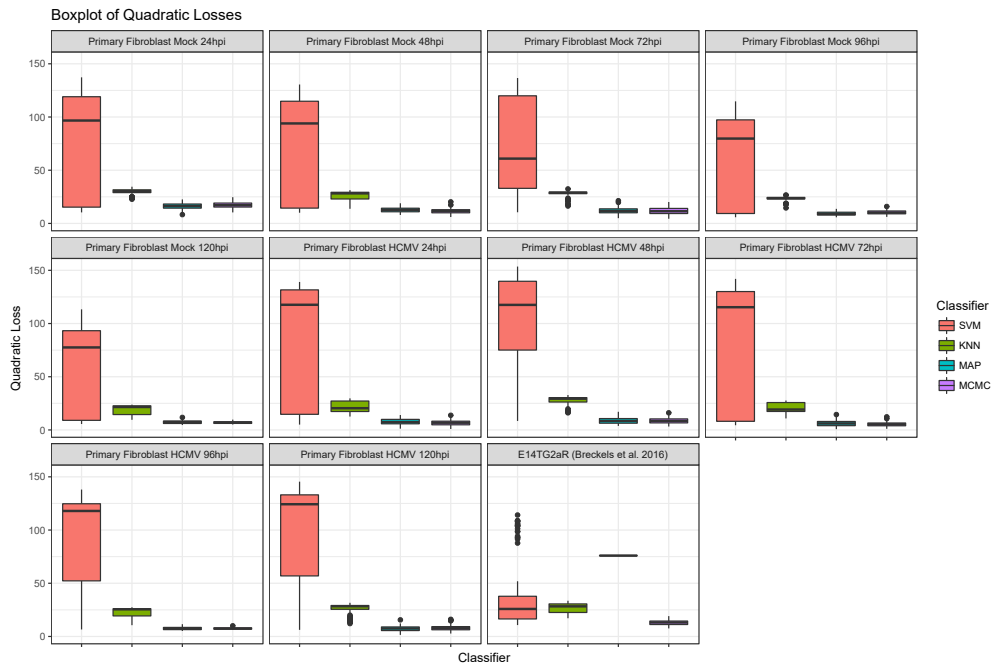 Boxplot of Quadratic Losses
Primary Fibroblast Mock 24hpi
Primary Fibroblast Mock 48hpi
Primary Fibroblast Mock 72hpi
Primary Fibroblast Mock 96hpi
150
100
50
0
Primary Fibroblast Mock 120hpi
Primary Fibroblast HCMV 24hpi
Primary Fibroblast HCMV 48hpi
Primary Fibroblast HCMV 72hpi
150
100
50
0
Primary Fibroblast HCMV 96hpi
Primary Fibroblast HCMV 120hpi
E14TG2aR (Breckels et al. 2016)
150
100
50
0
Quadratic Loss
Classifier
Classifier
SVM
KNN
MAP
MCMC